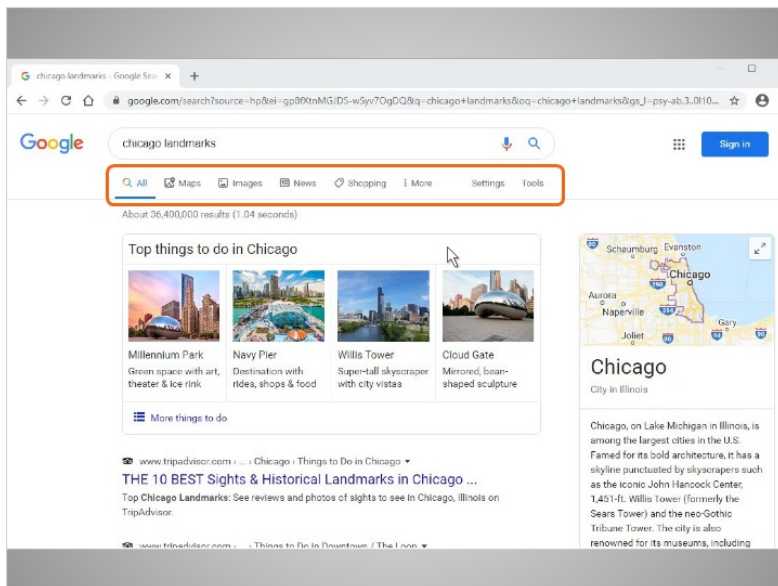 chicago landmarks - Google Sea
google.com/search?source=hp&ei=gp8fXtnMG/D5-wSyv7OgDQ&q=chicago+landmarks&oq=chicago+landmarks&gs_l=psy-ab.3..0l10...
Google
chicago landmarks
Sign in
All Maps Images News Shopping More Settings Tools
About 36,400,000 results (1.04 seconds)
Top things to do in Chicago
Millennium Park
Green space with art,
theater & ice rink
Navy Pier
Destination with
rides, shops & food
Willis Tower
Super-tall skyscraper
with city vistas
Cloud Gate
Mirrored, bean-
shaped sculpture
More things to do
www.tripadvisor.com › ... › Chicago › Things to Do in Chicago
THE 10 BEST Sights & Historical Landmarks in Chicago ...
Top Chicago Landmarks: See reviews and photos of sights to see in Chicago, Illinois on
TripAdvisor.
www.tripadvisor.com › ... › Things to Do in Downtown / The Loop
90
Schaumburg Evanston
Chicago
290
Aurora
Naperville
294
Gary
Joliet
90
90
90
Chicago
City in Illinois
Chicago, on Lake Michigan in Illinois, is
among the largest cities in the U.S.
Famed for its bold architecture, it has a
skyline punctuated by skyscrapers such
as the iconic John Hancock Center,
1,451-ft. Willis Tower (formerly the
Sears Tower) and the neo-Gothic
Tribune Tower. The city is also
renowned for its museums, including